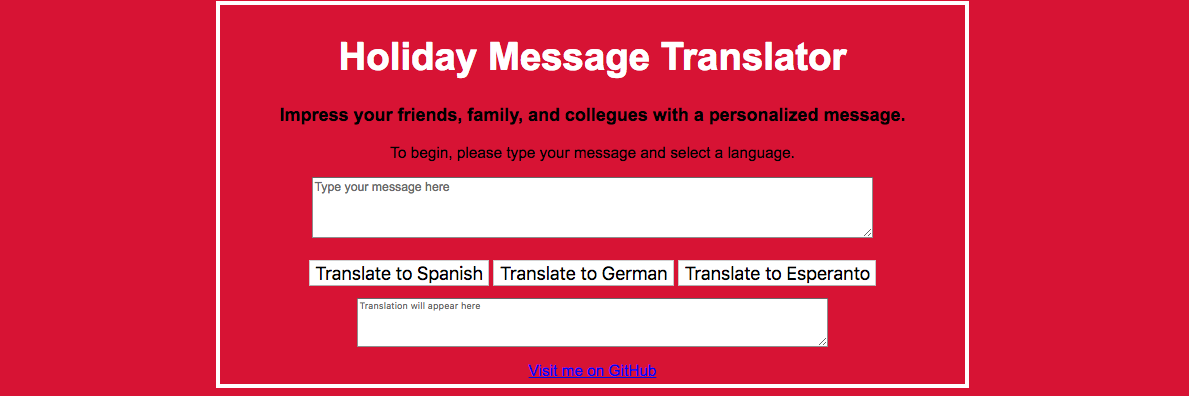 Holiday Message Translator
Impress your friends, family, and collegues with a personalized message.
To begin, please type your message and select a language.
Type your message here
Translate to Spanish Translate to German Translate to Esperanto
Translation will appear here
Visit me on GitHub